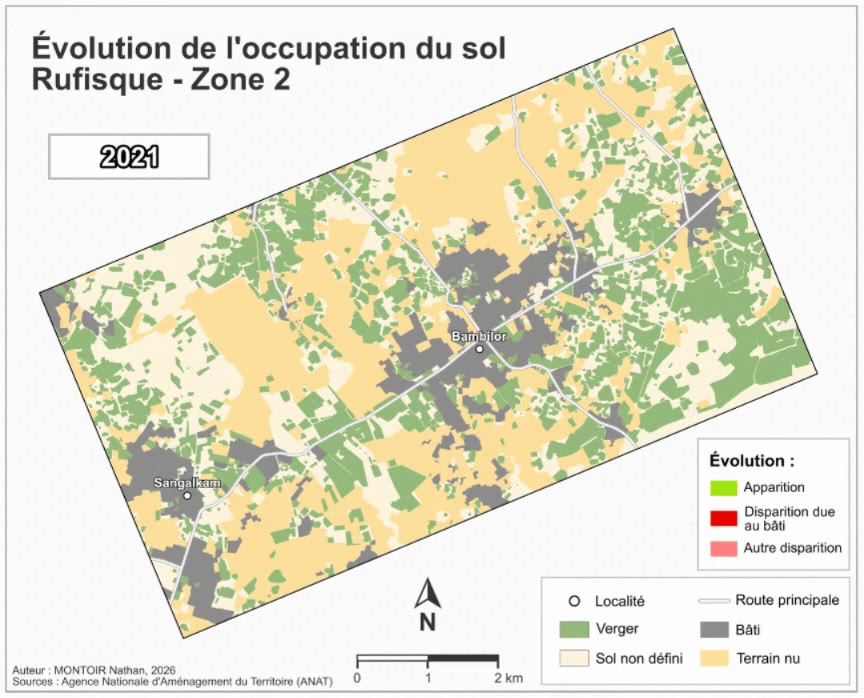 Évolution de l'occupation du sol
Rufisque - Zone 2
2021
Bambilor
Sangalkam
Évolution :
Apparition
Disparition due
au bâti
Autre disparition
Localité
Route principale
Verger
Bâti
Sol non défini
Terrain nu
N
0 1 2 km
Auteur : MONTOIR Nathan, 2026
Sources : Agence Nationale d'Aménagement du Territoire (ANAT)